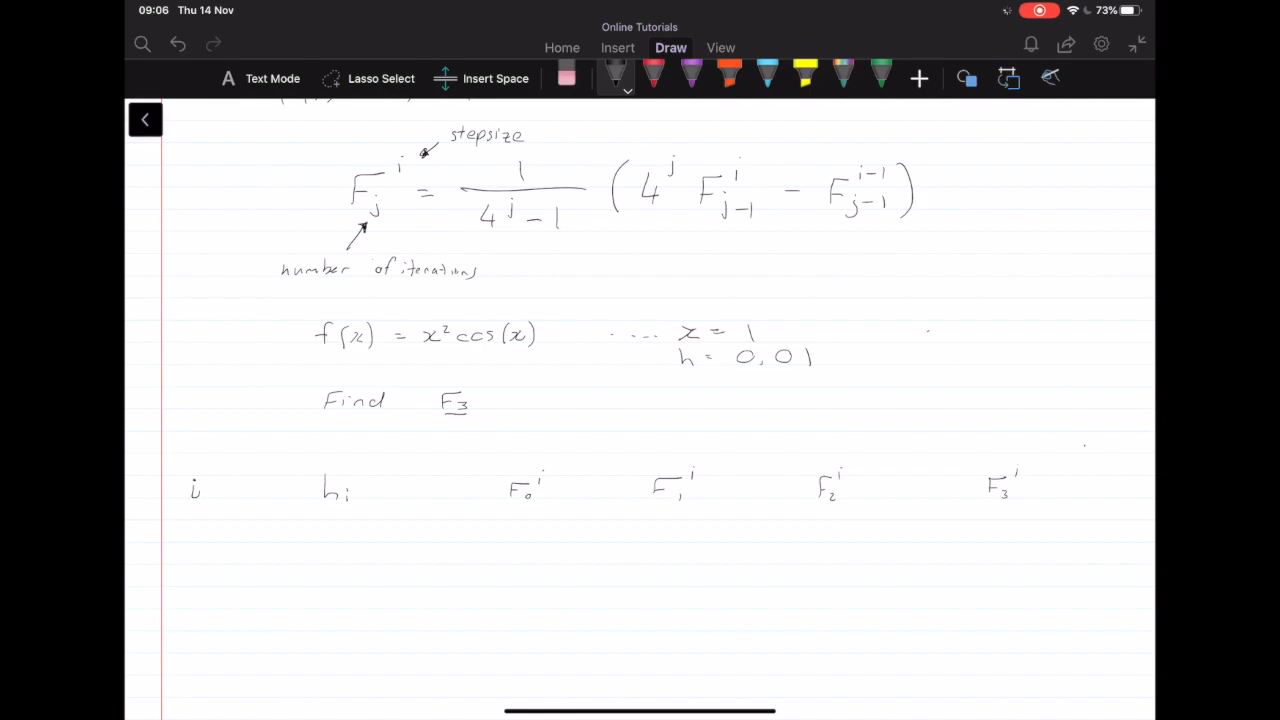 09:06 Thu 14 Nov 73%
Online Tutorials
Home Insert Draw View
A Text Mode Lasso Select Insert Space
stepsize
F_j^i = 1 / (4^j - 1) (4^j F_{j-1}^i - F_{j-1}^{i-1})
number of iterations
f(x) = x² cos(x) .... x = 1
h = 0,01
Find F3
i hi F₀^i F₁^i F₂^i F₃^i